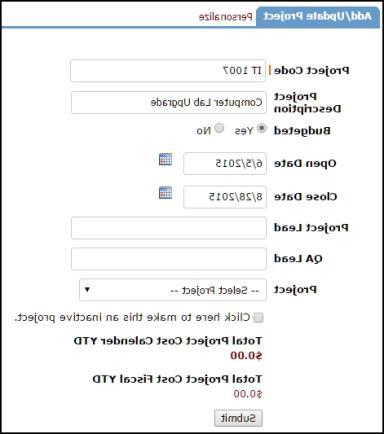 Add/Update Project Personalize
Project Code IT 1007
Project
Description Computer Lab Upgrade
Budgeted Yes No
Open Date 6/5/2015
Close Date 8/28/2015
Project Lead
QA Lead
Project -- Select Project --
Click here to make this an inactive project.
Total Project Cost Calender YTD
$0.00
Total Project Cost Fiscal YTD
$0.00
Submit